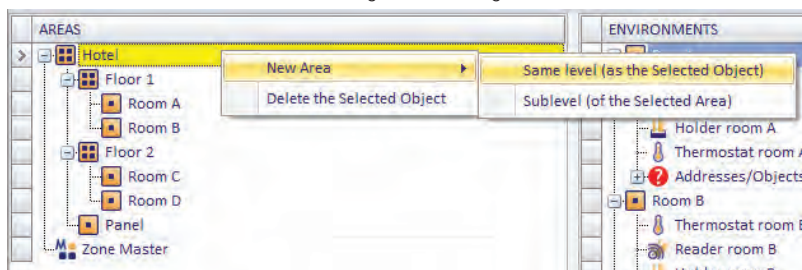 AREAS
Hotel
New Area
Delete the Selected Object
Same level (as the Selected Object)
Sublevel (of the Selected Area)
Floor 1
Room A
Room B
Floor 2
Room C
Room D
Panel
Zone Master
ENVIRONMENTS
Holder room A
Thermostat room A
Addresses/Objects
Room B
Thermostat room
Reader room B